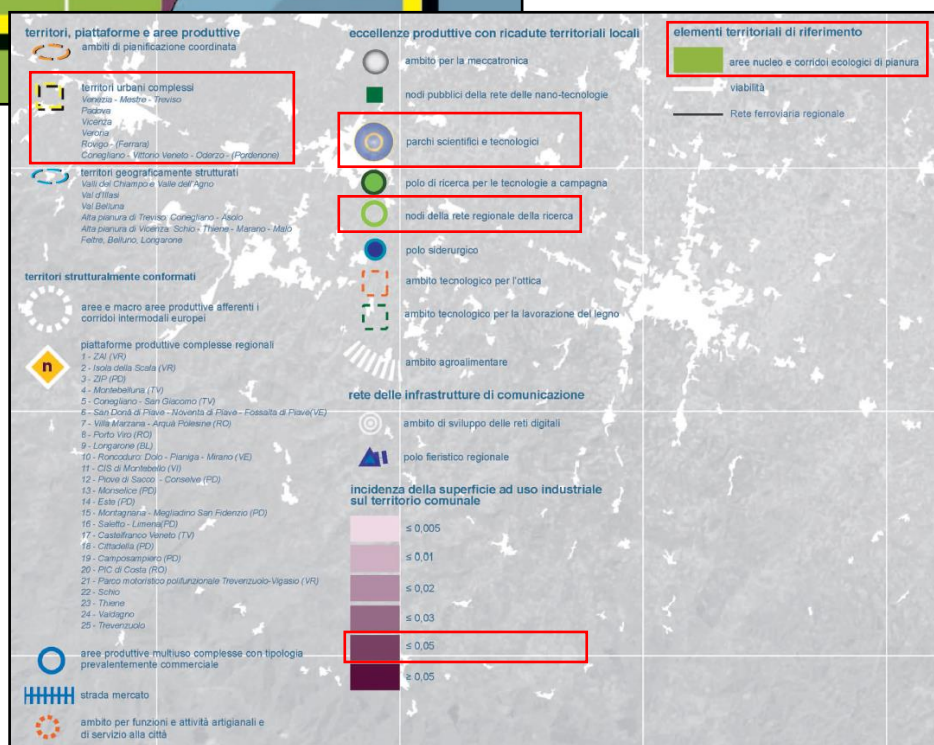 territori, piattaforme e aree produttive
ambiti di pianificazione coordinata
territori urbani complessi
Venezia - Mestre - Treviso
Padova
Vicenza
Verona
Rovigo - (Ferrara)
Conegliano - Vittorio Veneto - Oderzo - (Pordenone)
territori geograficamente strutturati
Valli del Chiampo e Valle dell'Agno
Val d'Illasi
Val Belluna
Alta pianura di Treviso: Conegliano - Asolo
Alta pianura di Vicenza: Schio - Thiene - Marano - Malo
Feltre, Belluno, Longarone
territori strutturalmente conformati
aree e macro aree produttive afferenti i
corridoi intermodali europei
n
piattaforme produttive complesse regionali
1 - ZAI (VR)
2 - Isola della Scala (VR)
3 - ZIP (PD)
4 - Montebelluna (TV)
5 - Conegliano - San Giacomo (TV)
6 - San Donà di Piave - Noventa di Piave - Fossalta di Piave(VE)
7 - Villa Marzana - Arquà Polesine (RO)
8 - Porto Viro (RO)
9 - Longarone (BL)
10 - Roncoduro: Dolo - Pianiga - Mirano (VE)
11 - CIS di Montebello (VI)
12 - Piove di Sacco - Conselve (PD)
13 - Monselice (PD)
14 - Este (PD)
15 - Montagnana - Megliadino San Fidenzio (PD)
16 - Saletto - Limena(PD)
17 - Castelfranco Veneto (TV)
18 - Cittadella (PD)
19 - Camposampiero (PD)
20 - PIC di Costa (RO)
21 - Parco motoristico polifunzionale Trevenzuolo-Vigasio (VR)
22 - Schio
23 - Thiene
24 - Valdagno
25 - Trevenzuolo
aree produttive multiuso complesse con tipologia
prevalentemente commerciale
strada mercato
ambito per funzioni e attività artigianali e
di servizio alla città
eccellenze produttive con ricadute territoriali locali
ambito per la meccatronica
nodi pubblici della rete delle nano-tecnologie
parchi scientifici e tecnologici
polo di ricerca per le tecnologie a campagna
nodi della rete regionale della ricerca
polo siderurgico
ambito tecnologico per l'ottica
ambito tecnologico per la lavorazione del legno
ambito agroalimentare
rete delle infrastrutture di comunicazione
ambito di sviluppo delle reti digitali
polo fieristico regionale
incidenza della superficie ad uso industriale
sul territorio comunale
≤ 0,005
≤ 0,01
≤ 0,02
≤ 0,03
≤ 0,05
≥ 0,05
elementi territoriali di riferimento
aree nucleo e corridoi ecologici di pianura
viabilità
Rete ferroviaria regionale